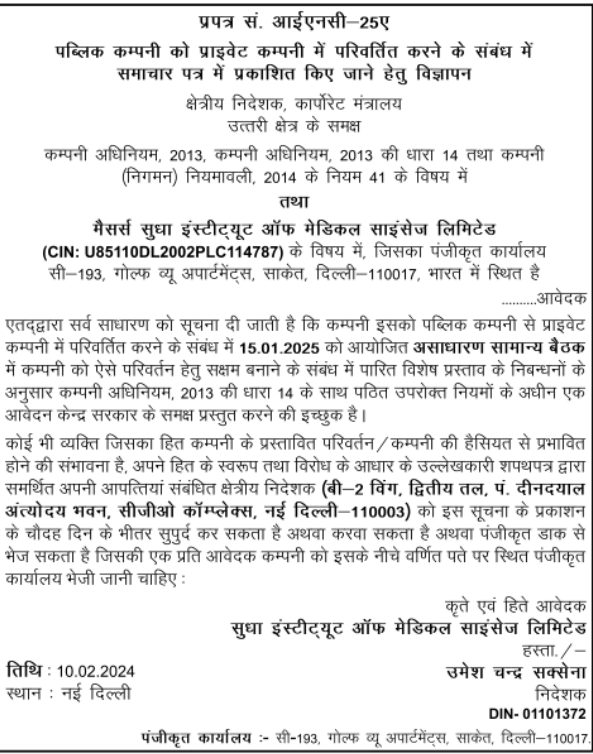 प्रपत्र सं. आईएनसी–25ए
पब्लिक कम्पनी को प्राइवेट कम्पनी में परिवर्तित करने के संबंध में
समाचार पत्र में प्रकाशित किए जाने हेतु विज्ञापन
क्षेत्रीय निदेशक, कार्पोरेट मंत्रालय
उत्तरी क्षेत्र के समक्ष
कम्पनी अधिनियम, 2013, कम्पनी अधिनियम, 2013 की धारा 14 तथा कम्पनी
(निगमन) नियमावली, 2014 के नियम 41 के विषय में
तथा
मैसर्स सुधा इंस्टीट्यूट ऑफ मेडिकल साइंसेज लिमिटेड
(CIN: U85110DL2002PLC114787) के विषय में, जिसका पंजीकृत कार्यालय
सी–193, गोल्फ व्यू अपार्टमेंट्स, साकेत, दिल्ली–110017, भारत में स्थित है
..........आवेदक
एतद्द्वारा सर्व साधारण को सूचना दी जाती है कि कम्पनी इसको पब्लिक कम्पनी से प्राइवेट
कम्पनी में परिवर्तित करने के संबंध में 15.01.2025 को आयोजित असाधारण सामान्य बैठक
में कम्पनी को ऐसे परिवर्तन हेतु सक्षम बनाने के संबंध में पारित विशेष प्रस्ताव के निबन्धनों के
अनुसार कम्पनी अधिनियम, 2013 की धारा 14 के साथ पठित उपरोक्त नियमों के अधीन एक
आवेदन केन्द्र सरकार के समक्ष प्रस्तुत करने की इच्छुक है।
कोई भी व्यक्ति जिसका हित कम्पनी के प्रस्तावित परिवर्तन/कम्पनी की हैसियत से प्रभावित
होने की संभावना है, अपने हित के स्वरूप तथा विरोध के आधार के उल्लेखकारी शपथपत्र द्वारा
समर्थित अपनी आपत्तियां संबंधित क्षेत्रीय निदेशक (बी–2 विंग, द्वितीय तल, पं. दीनदयाल
अंत्योदय भवन, सीजीओ कॉम्प्लेक्स, नई दिल्ली–110003) को इस सूचना के प्रकाशन
के चौदह दिन के भीतर सुपुर्द कर सकता है अथवा करवा सकता है अथवा पंजीकृत डाक से
भेज सकता है जिसकी एक प्रति आवेदक कम्पनी को इसके नीचे वर्णित पते पर स्थित पंजीकृत
कार्यालय भेजी जानी चाहिए :
कृते एवं हिते आवेदक
सुधा इंस्टीट्यूट ऑफ मेडिकल साइंसेज लिमिटेड
हस्ता./–
तिथि : 10.02.2024 उमेश चन्द्र सक्सेना
स्थान : नई दिल्ली निदेशक
DIN- 01101372
पंजीकृत कार्यालय :- सी–193, गोल्फ व्यू अपार्टमेंट्स, साकेत, दिल्ली–110017.